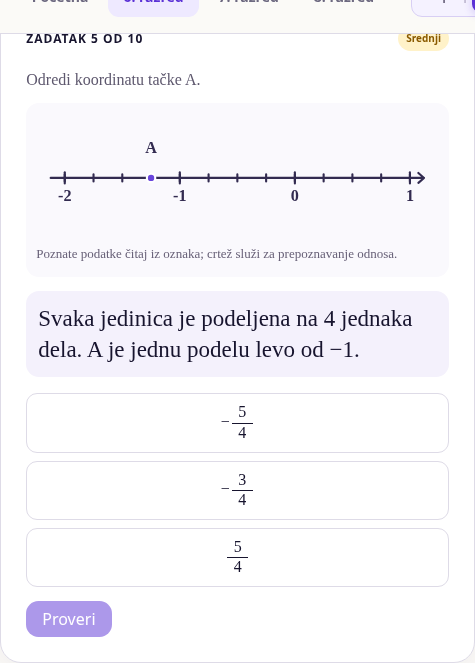 ZADATAK 5 OD 10
Srednji
Odredi koordinatu tačke A.
A
-2 -1 0 1
Poznate podatke čitaj iz oznaka; crtež služi za prepoznavanje odnosa.
Svaka jedinica je podeljena na 4 jednaka
dela. A je jednu podelu levo od −1.
−5/4
−3/4
5/4
Proveri